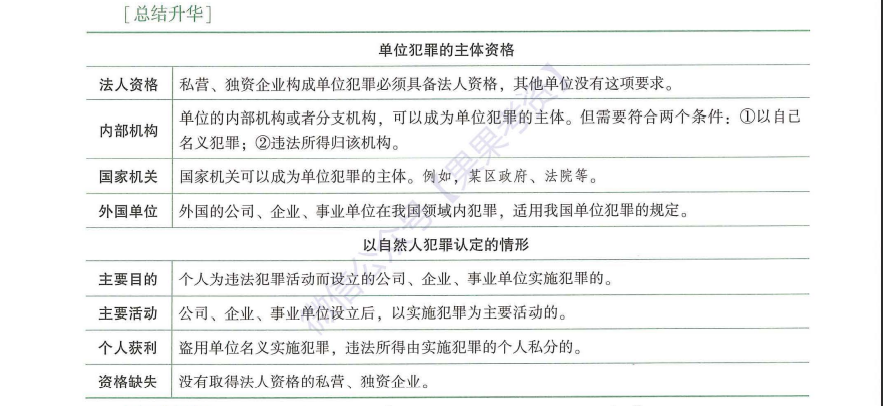 [总结升华]
单位犯罪的主体资格
法人资格 私营、独资企业构成单位犯罪必须具备法人资格，其他单位没有这项要求。
内部机构 单位的内部机构或者分支机构，可以成为单位犯罪的主体。但需要符合两个条件：①以自己
名义犯罪；②违法所得归该机构。
国家机关 国家机关可以成为单位犯罪的主体。例如，某区政府、法院等。
外国单位 外国的公司、企业、事业单位在我国领域内犯罪，适用我国单位犯罪的规定。
以自然人犯罪认定的情形
主要目的 个人为违法犯罪活动而设立的公司、企业、事业单位实施犯罪的。
主要活动 公司、企业、事业单位设立后，以实施犯罪为主要活动的。
个人获利 盗用单位名义实施犯罪，违法所得由实施犯罪的个人私分的。
资格缺失 没有取得法人资格的私营、独资企业。
微信公众号【果果考资】